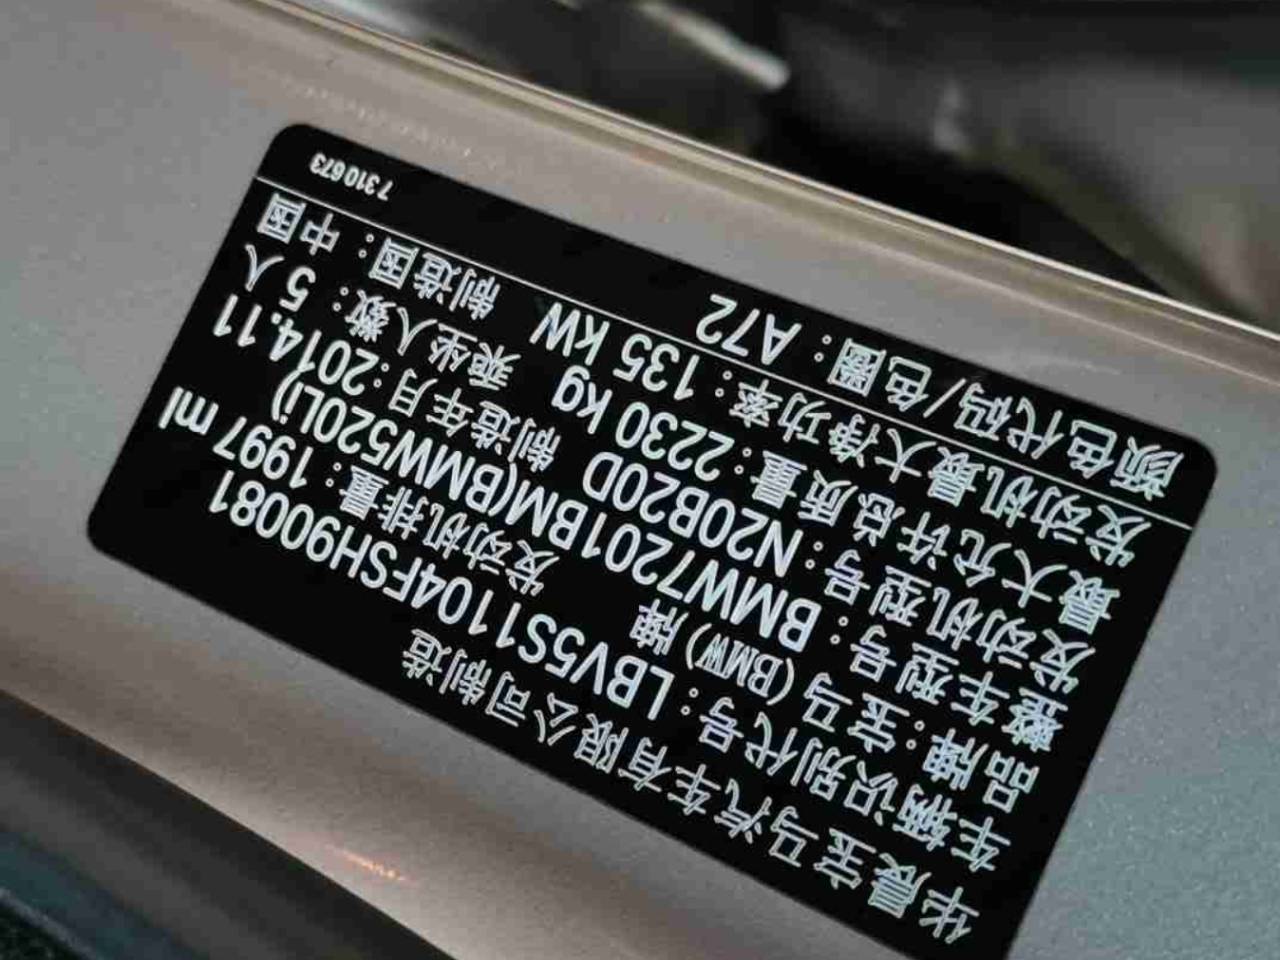 华晨宝马汽车有限公司制造
车辆识别代号：LBV5S1104FSH90081
品牌：宝马(BMW)牌 发动机排量：1997 ml
整车型号：BMW7201BM(BMW520Li)
发动机型号：N20B20D 制造年月：2014.11
最大允许总质量：2230 kg 乘坐人数：5 人
发动机最大净功率：135 kW 制造国：中国
颜色代码/色圈：A72
7310673